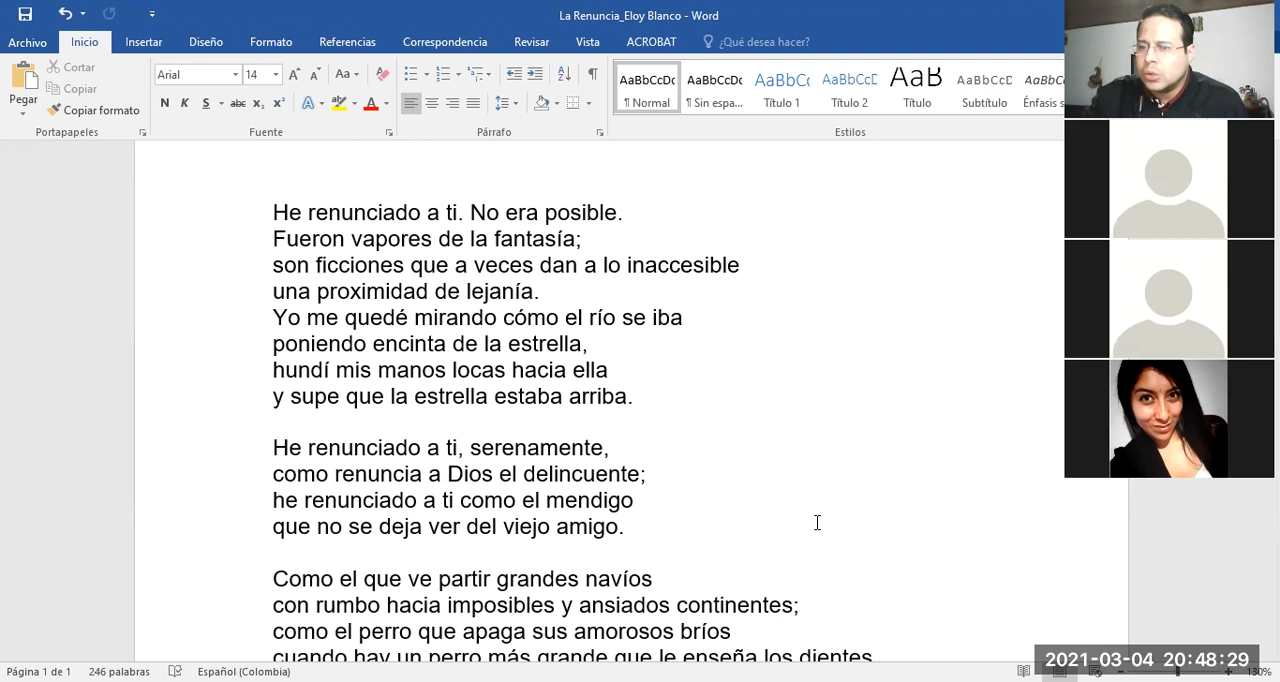 La Renuncia_Eloy Blanco - Word
Archivo Inicio Insertar Diseño Formato Referencias Correspondencia Revisar Vista ACROBAT ¿Qué desea hacer?
Pegar
Cortar
Copiar
Copiar formato
Portapapeles
Arial 14
N K S abc x₂ x²
Fuente
Párrafo
AaBbCcDc AaBbCcDc AaBbCc AaBbCcD AaB AaBbCcD AaBbCc
¶ Normal ¶ Sin espa... Título 1 Título 2 Título Subtítulo Énfasis s
Estilos
He renunciado a ti. No era posible.
Fueron vapores de la fantasía;
son ficciones que a veces dan a lo inaccesible
una proximidad de lejanía.
Yo me quedé mirando cómo el río se iba
poniendo encinta de la estrella,
hundí mis manos locas hacia ella
y supe que la estrella estaba arriba.
He renunciado a ti, serenamente,
como renuncia a Dios el delincuente;
he renunciado a ti como el mendigo
que no se deja ver del viejo amigo.
Como el que ve partir grandes navíos
con rumbo hacia imposibles y ansiados continentes;
como el perro que apaga sus amorosos bríos
cuando hay un perro más grande que le enseña los dientes
Página 1 de 1 246 palabras Español (Colombia) 130%
2021-03-04 20:48:29